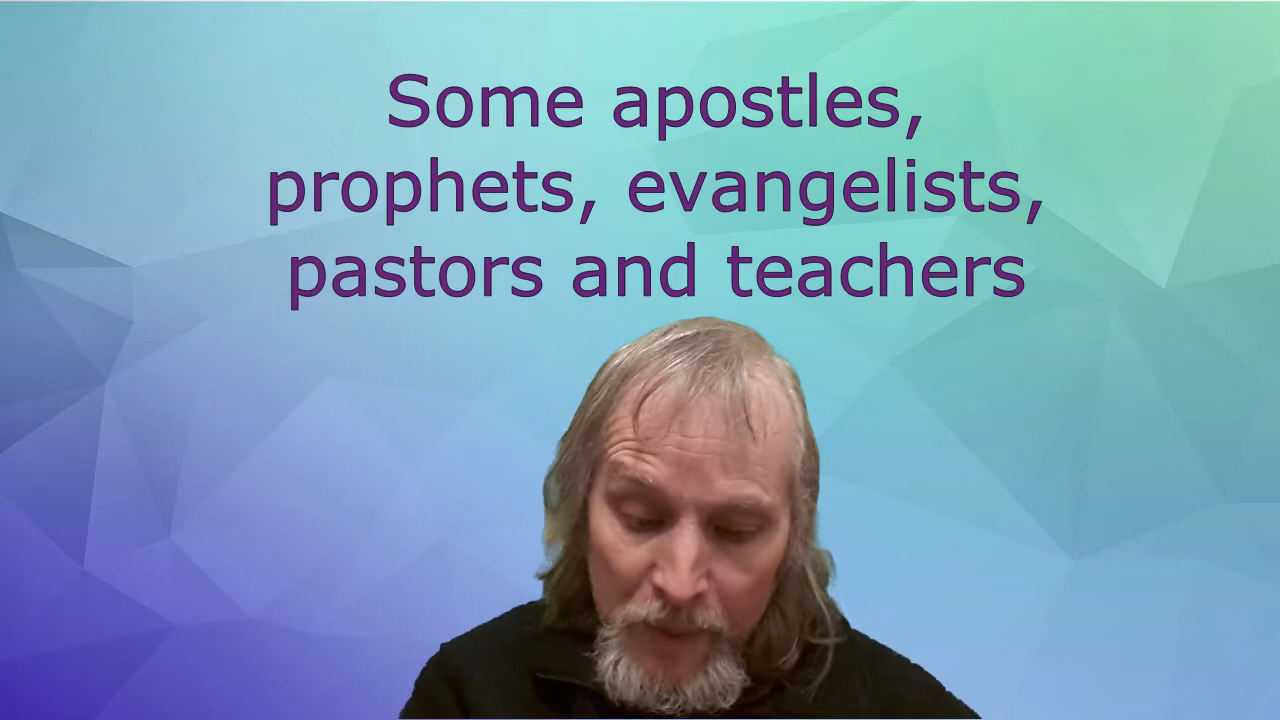 Some apostles,
prophets, evangelists,
pastors and teachers